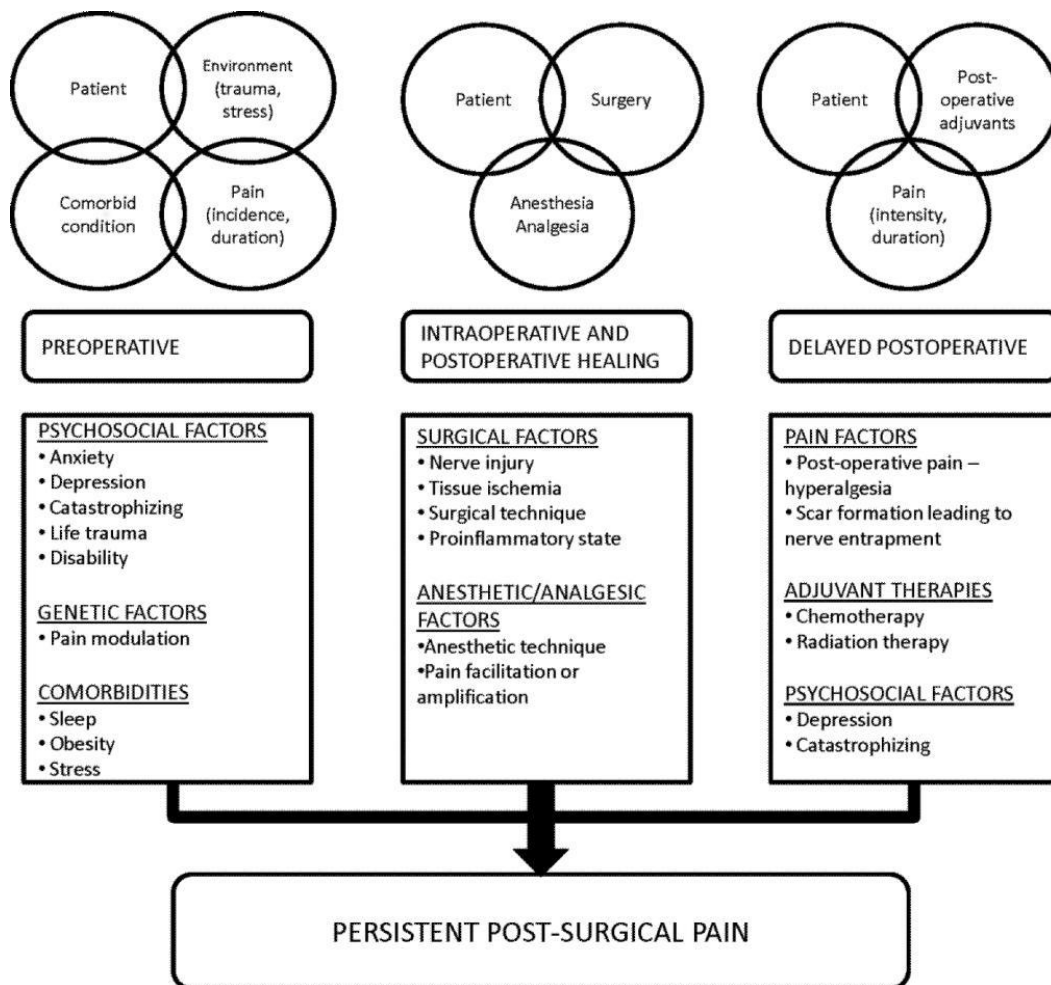 Patient
Environment
(trauma,
stress)
Comorbid
condition
Pain
(incidence,
duration)
Patient
Surgery
Anesthesia
Analgesia
Patient
Post-
operative
adjuvants
Pain
(intensity,
duration)
PREOPERATIVE
INTRAOPERATIVE AND
POSTOPERATIVE HEALING
DELAYED POSTOPERATIVE
PSYCHOSOCIAL FACTORS
• Anxiety
• Depression
• Catastrophizing
• Life trauma
• Disability
GENETIC FACTORS
• Pain modulation
COMORBIDITIES
• Sleep
• Obesity
• Stress
SURGICAL FACTORS
• Nerve injury
• Tissue ischemia
• Surgical technique
• Proinflammatory state
ANESTHETIC/ANALGESIC
FACTORS
•Anesthetic technique
•Pain facilitation or
amplification
PAIN FACTORS
• Post-operative pain –
hyperalgesia
• Scar formation leading to
nerve entrapment
ADJUVANT THERAPIES
• Chemotherapy
• Radiation therapy
PSYCHOSOCIAL FACTORS
• Depression
• Catastrophizing
PERSISTENT POST-SURGICAL PAIN